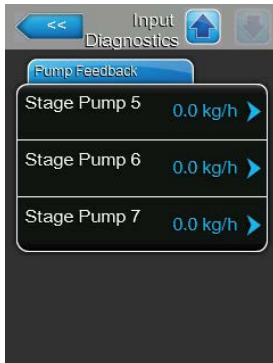 <<
Input
Diagnostics
Pump Feedback
Stage Pump 5
0.0 kg/h
Stage Pump 6
0.0 kg/h
Stage Pump 7
0.0 kg/h